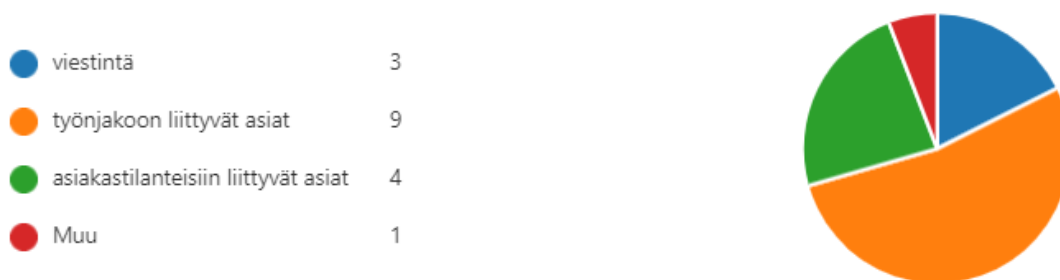 viestintä 3
työnjakoon liittyvät asiat 9
asiakastilanteisiin liittyvät asiat 4
Muu 1